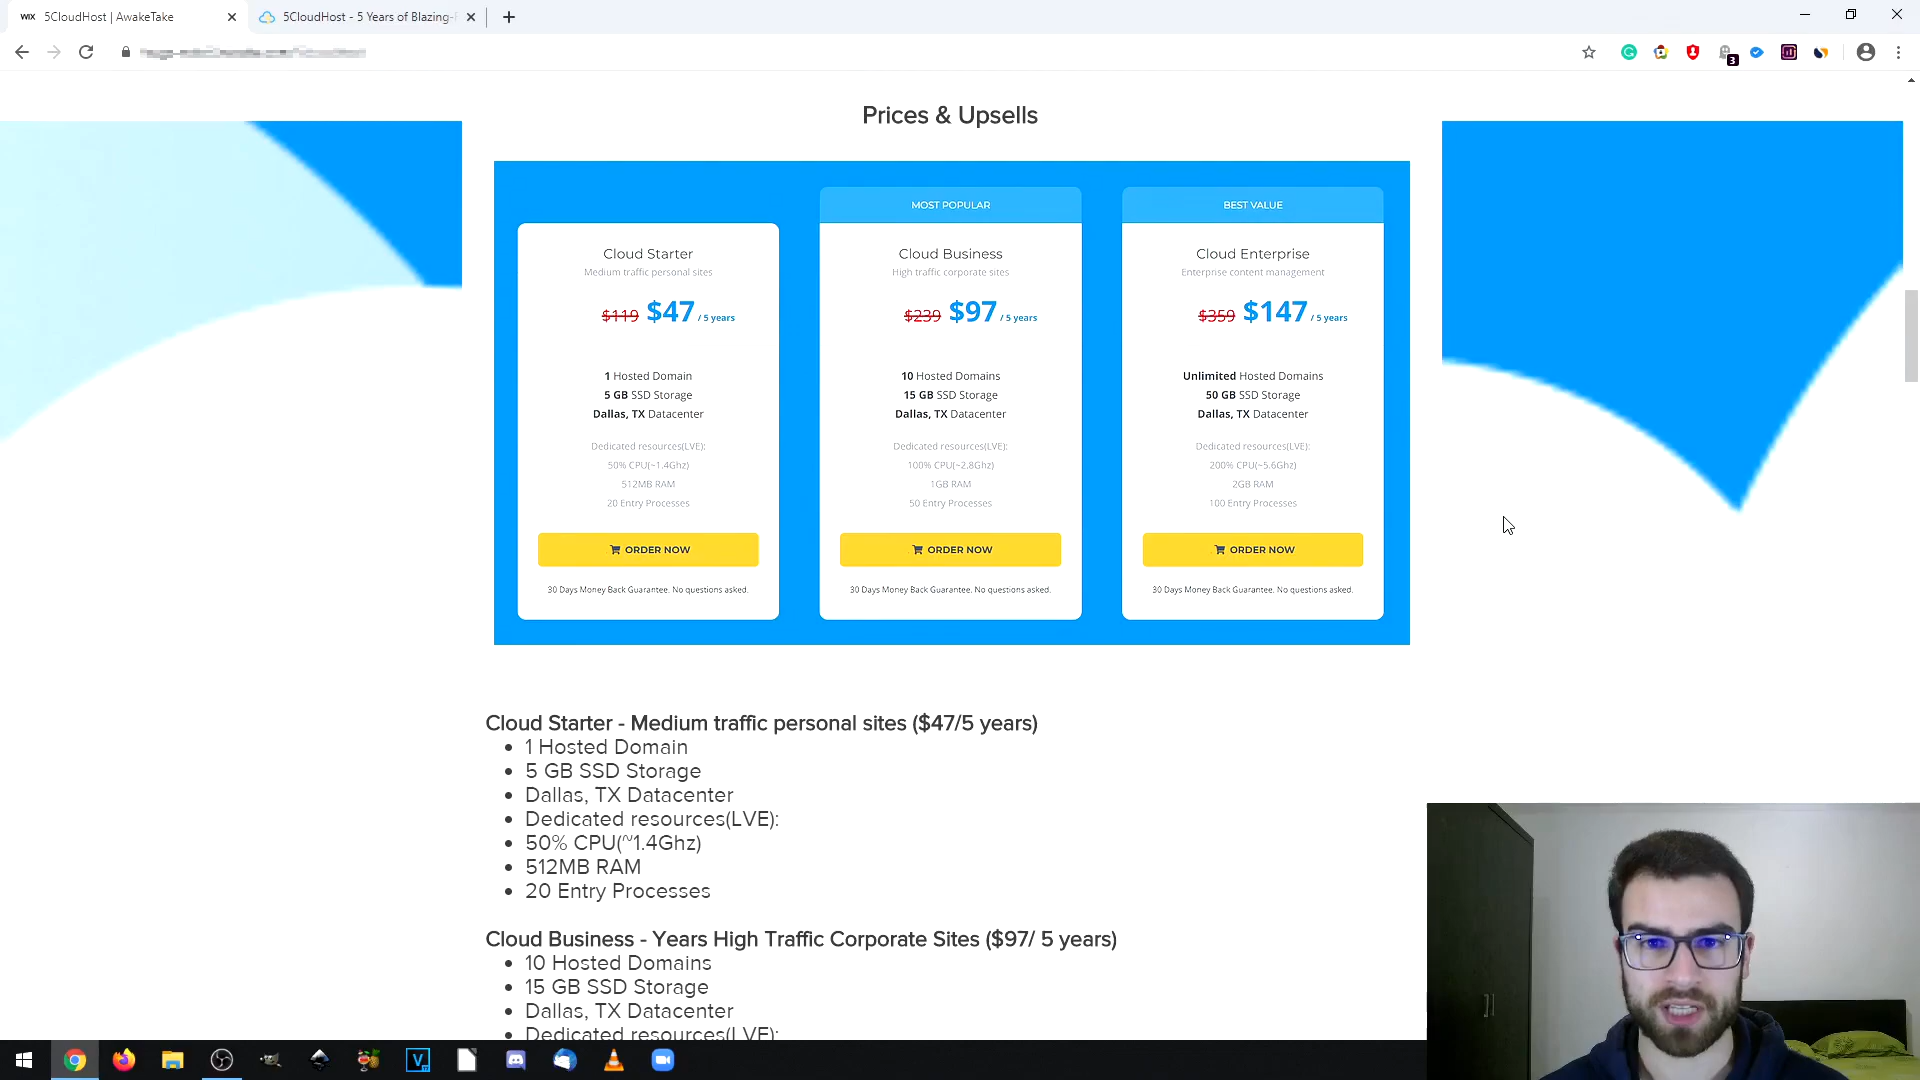 WIX 5CloudHost | AwakeTake
5CloudHost - 5 Years of Blazing-F
3
Prices & Upsells
MOST POPULAR
BEST VALUE
Cloud Starter
Medium traffic personal sites
$119 $47 / 5 years
1 Hosted Domain
5 GB SSD Storage
Dallas, TX Datacenter
Dedicated resources(LVE):
50% CPU(~1.4Ghz)
512MB RAM
20 Entry Processes
ORDER NOW
30 Days Money Back Guarantee. No questions asked.
Cloud Business
High traffic corporate sites
$239 $97 / 5 years
10 Hosted Domains
15 GB SSD Storage
Dallas, TX Datacenter
Dedicated resources(LVE):
100% CPU(~2.8Ghz)
1GB RAM
50 Entry Processes
ORDER NOW
30 Days Money Back Guarantee. No questions asked.
Cloud Enterprise
Enterprise content management
$359 $147 / 5 years
Unlimited Hosted Domains
50 GB SSD Storage
Dallas, TX Datacenter
Dedicated resources(LVE):
200% CPU(~5.6Ghz)
2GB RAM
100 Entry Processes
ORDER NOW
30 Days Money Back Guarantee. No questions asked.
Cloud Starter - Medium traffic personal sites ($47/5 years)
• 1 Hosted Domain
• 5 GB SSD Storage
• Dallas, TX Datacenter
• Dedicated resources(LVE):
• 50% CPU(~1.4Ghz)
• 512MB RAM
• 20 Entry Processes
Cloud Business - Years High Traffic Corporate Sites ($97/ 5 years)
• 10 Hosted Domains
• 15 GB SSD Storage
• Dallas, TX Datacenter
• Dedicated resources(LVE):
V